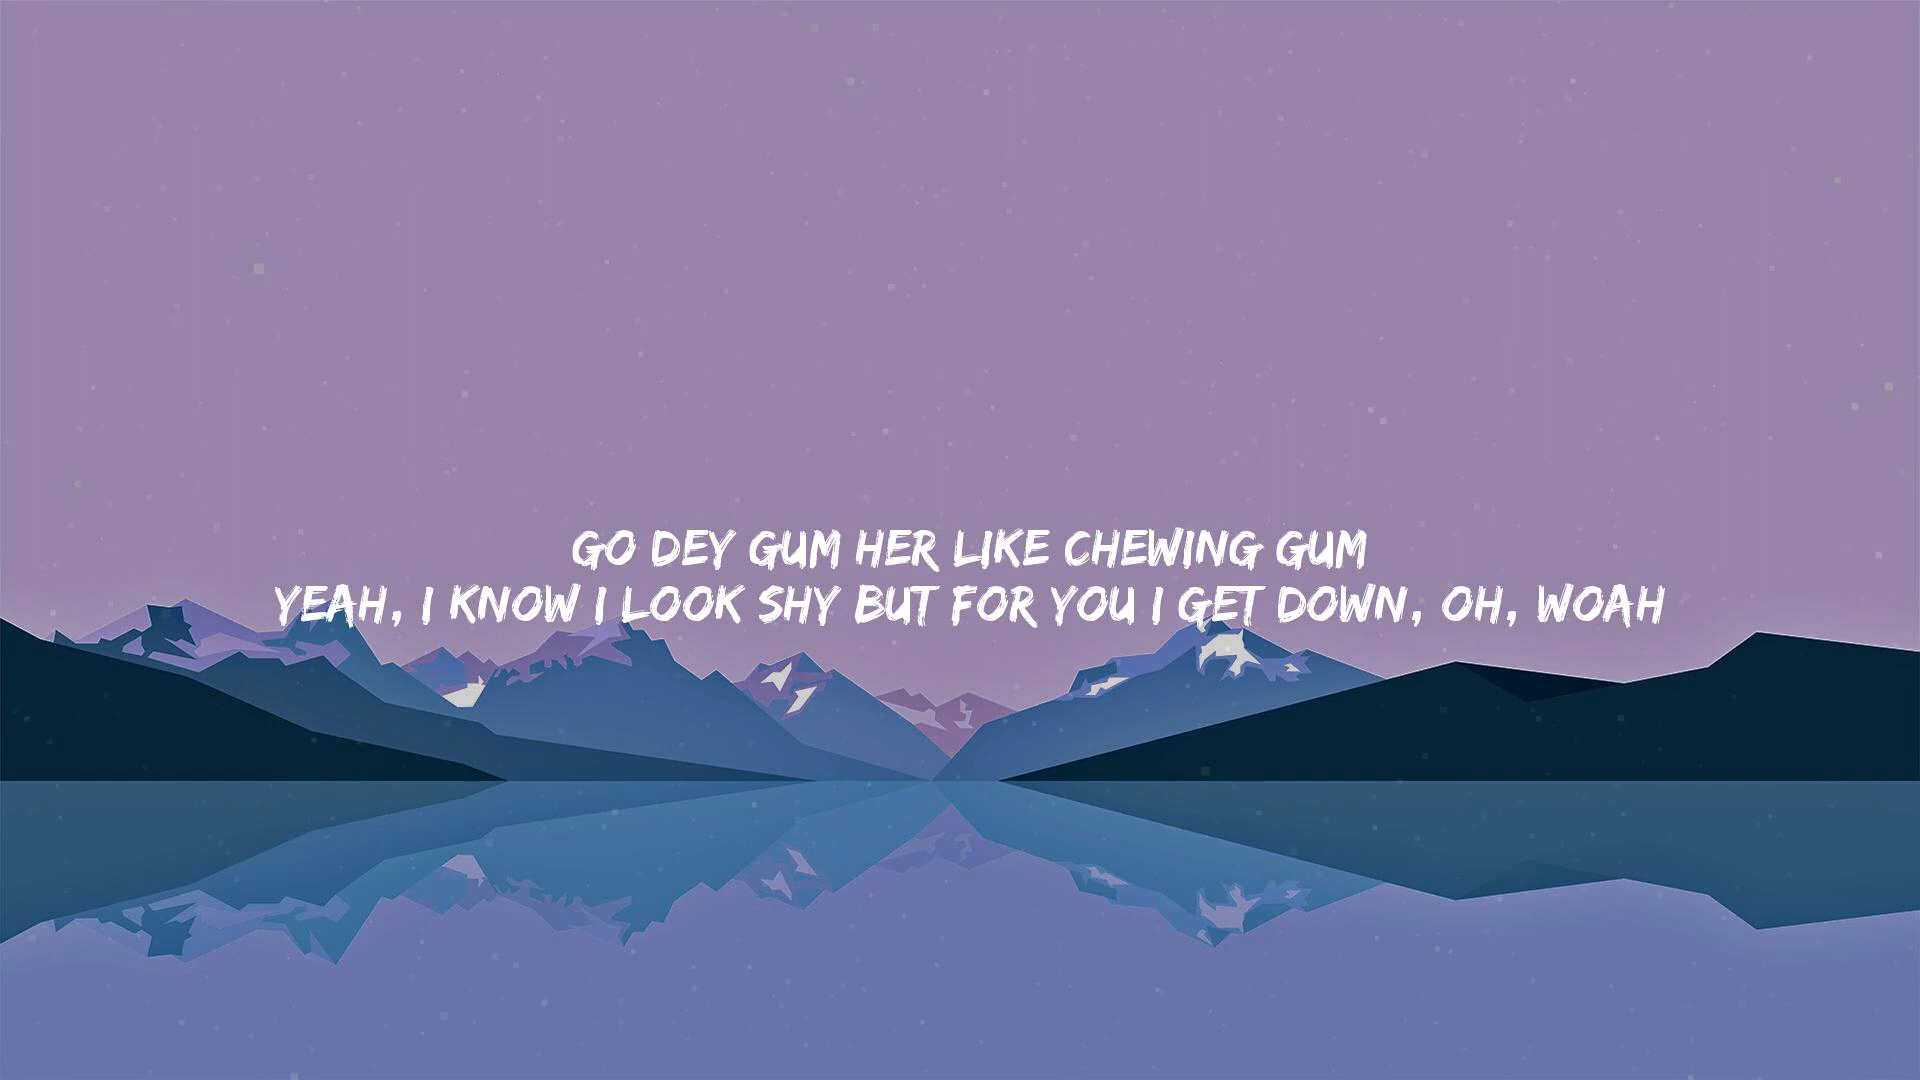 GO DEY GUM HER LIKE CHEWING GUM
YEAH, I KNOW I LOOK SHY BUT FOR YOU I GET DOWN, OH, WOAH